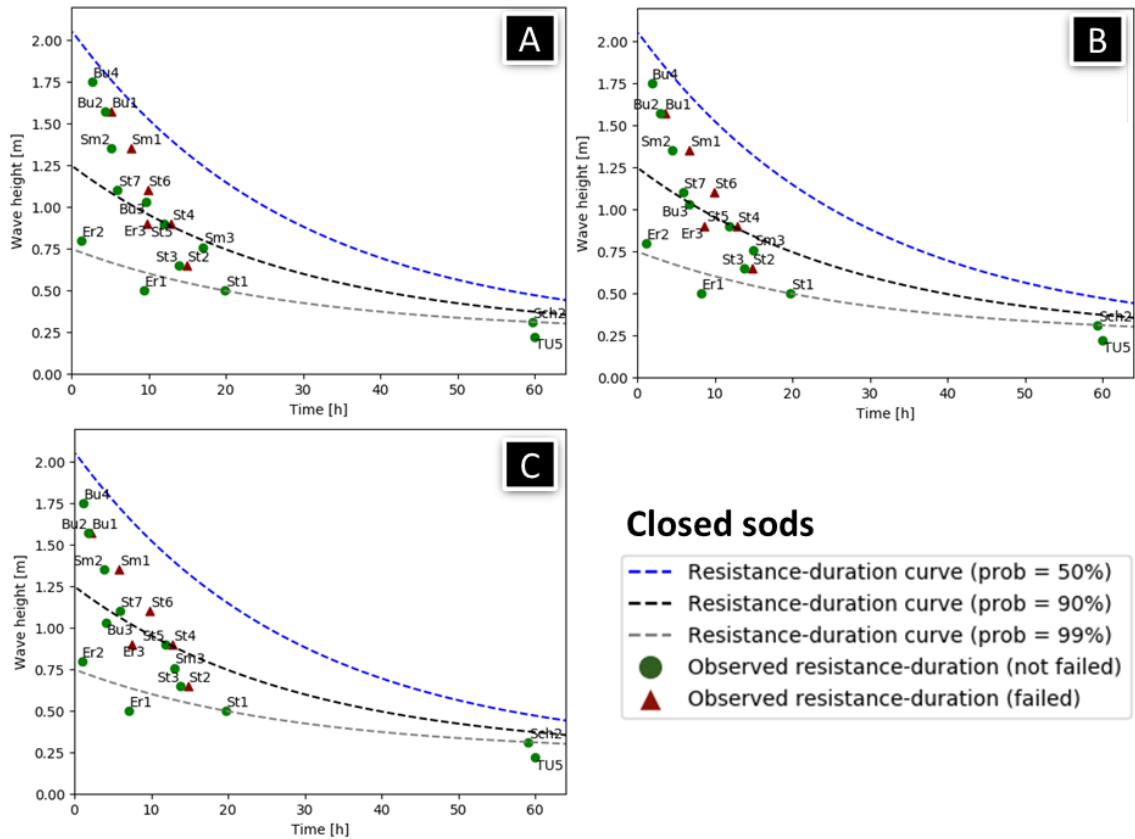 A
2.00
1.75
1.50
1.25
1.00
0.75
0.50
0.25
0.00
Wave height [m]
Bu4
Bu2 Bu1
Sm2 Sm1
St7 St6
Bu3 St4
Er3 St5
Er2 Sm3
St3 St2
Er1 St1
Sch2
TU5
0 10 20 30 40 50 60
Time [h]
B
2.00
1.75
1.50
1.25
1.00
0.75
0.50
0.25
0.00
Wave height [m]
Bu4
Bu2 Bu1
Sm2 Sm1
St7 St6
Bu3 St5 St4
Er2 Er3 Sm3
St3 St2
Er1 St1
Sch2
TU5
0 10 20 30 40 50 60
Time [h]
C
2.00
1.75
1.50
1.25
1.00
0.75
0.50
0.25
0.00
Wave height [m]
Bu4
Bu2 Bu1
Sm2 Sm1
St7 St6
Bu3 St5 St4
Er2 Er3 Sm3
St3 St2
Er1 St1
Sch2
TU5
0 10 20 30 40 50 60
Time [h]
Closed sods
Resistance-duration curve (prob = 50%)
Resistance-duration curve (prob = 90%)
Resistance-duration curve (prob = 99%)
Observed resistance-duration (not failed)
Observed resistance-duration (failed)